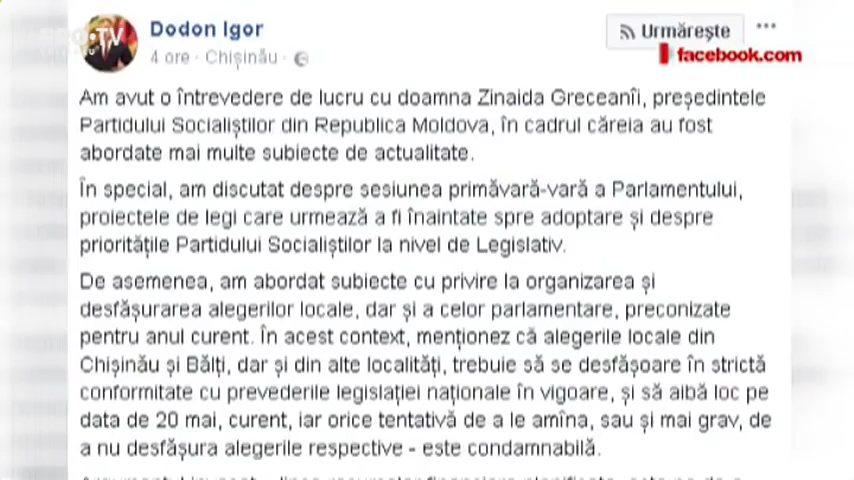 Dodon Igor
Urmărește
4 ore · Chișinău ·
facebook.com
Am avut o întrevedere de lucru cu doamna Zinaida Greceanîi, președintele
Partidului Socialiștilor din Republica Moldova, în cadrul căreia au fost
abordate mai multe subiecte de actualitate.
În special, am discutat despre sesiunea primăvară-vară a Parlamentului,
proiectele de legi care urmează a fi înaintate spre adoptare și despre
prioritățile Partidului Socialiștilor la nivel de Legislativ.
De asemenea, am abordat subiecte cu privire la organizarea și
desfășurarea alegerilor locale, dar și a celor parlamentare, preconizate
pentru anul curent. În acest context, menționez că alegerile locale din
Chișinău și Bălți, dar și din alte localități, trebuie să se desfășoare în strictă
conformitate cu prevederile legislației naționale în vigoare, și să aibă loc pe
data de 20 mai, curent, iar orice tentativă de a le amîna, sau și mai grav, de
a nu desfășura alegerile respective - este condamnabilă.